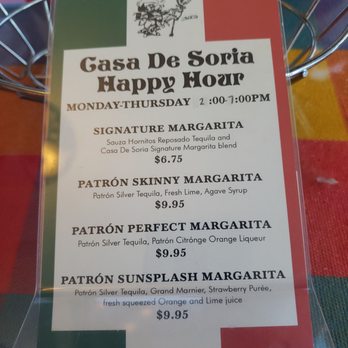 Casa De Soria
Happy Hour
MONDAY-THURSDAY 2:00-7:00PM
SIGNATURE MARGARITA
Sauza Hornitos Reposado Tequila and
Casa De Soria Signature Margarita blend
$6.75
PATRÓN SKINNY MARGARITA
Patrón Silver Tequila, Fresh Lime, Agave Syrup
$9.95
PATRÓN PERFECT MARGARITA
Patrón Silver Tequila, Patrón Citrónge Orange Liqueur
$9.95
PATRÓN SUNSPLASH MARGARITA
Patrón Silver Tequila, Grand Marnier, Strawberry Purée,
fresh squeezed Orange and Lime juice
$9.95